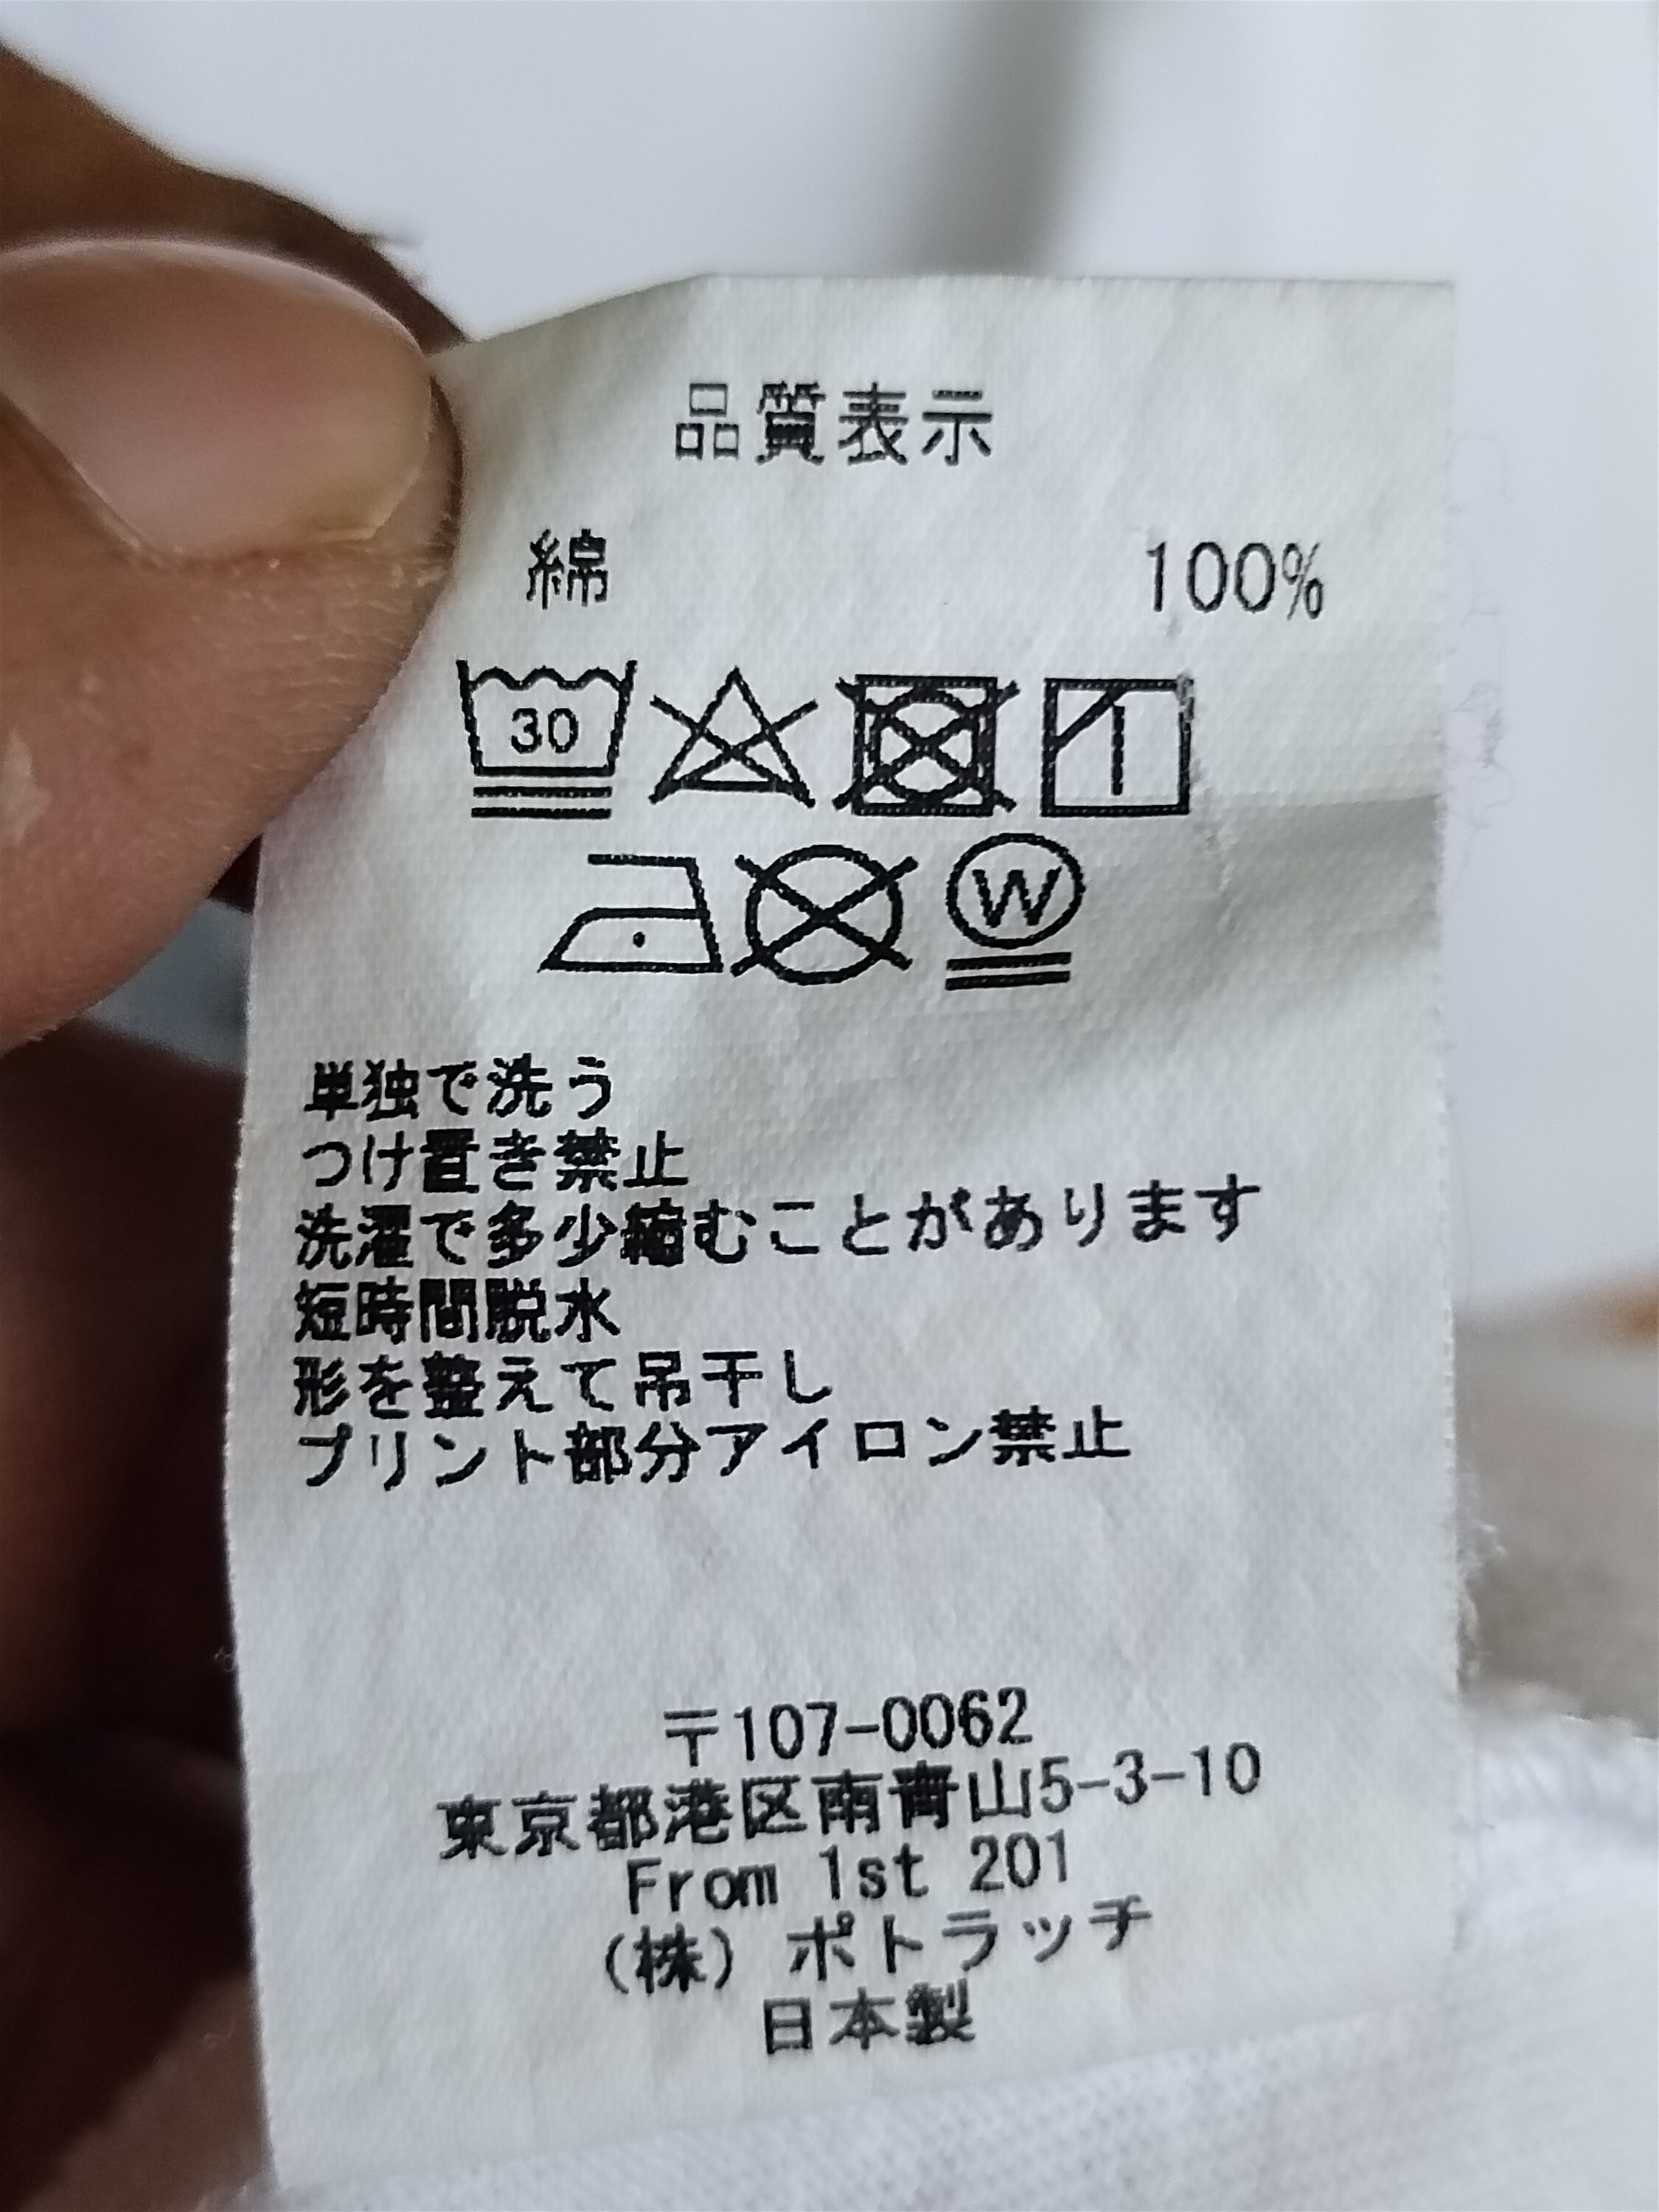 品質表示
綿 100%
30
W
単独で洗う
つけ置き禁止
洗濯で多少縮むことがあります
短時間脱水
形を整えて吊干し
プリント部分アイロン禁止
〒107-0062
東京都港区南青山5-3-10
From 1st 201
(株) ポトラッチ
日本製